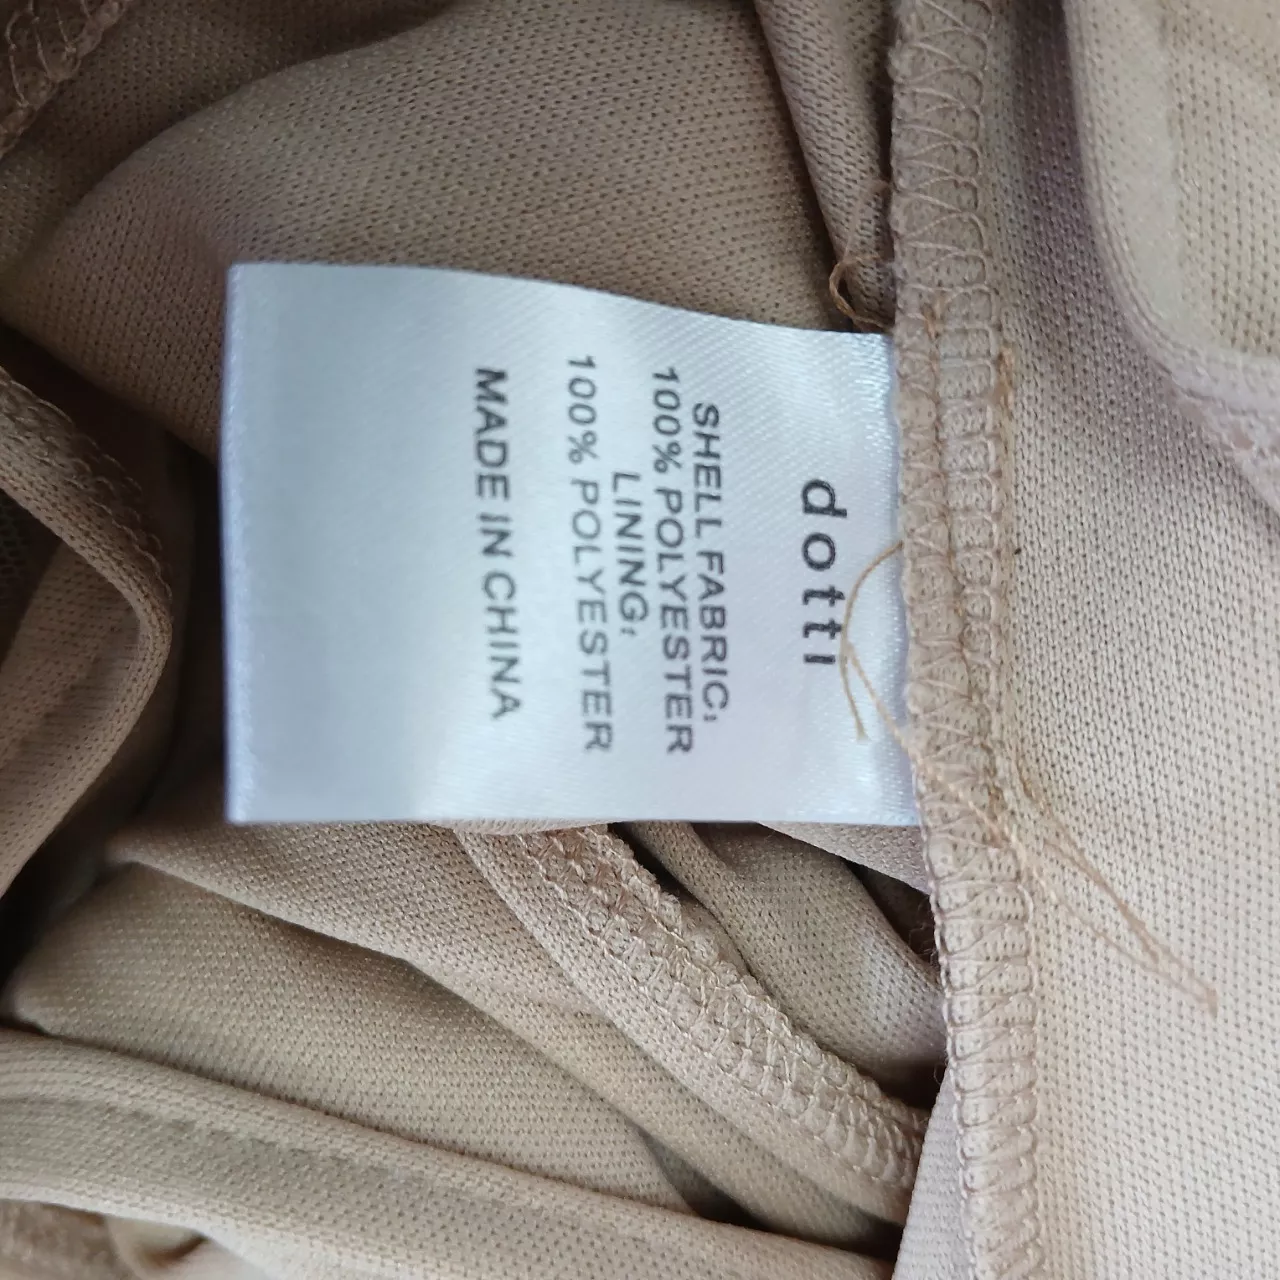 dotti
SHELL FABRIC:
100% POLYESTER
LINING:
100% POLYESTER
MADE IN CHINA